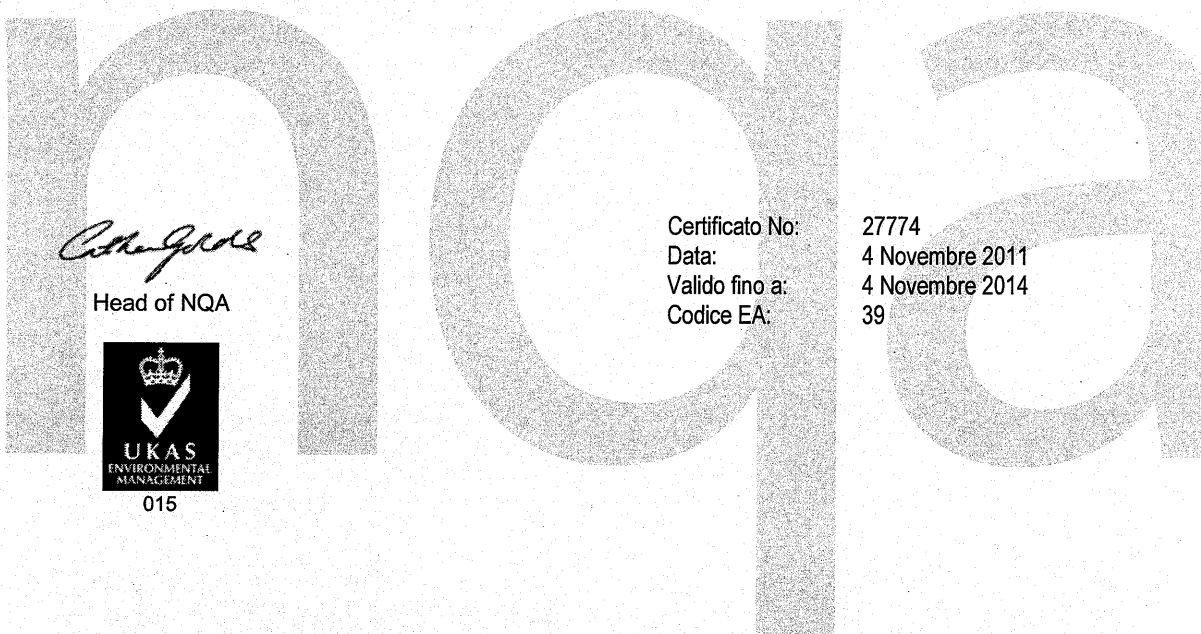 nqa
Head of NQA
UKAS
ENVIRONMENTAL
MANAGEMENT
015
Certificato No: 27774
Data: 4 Novembre 2011
Valido fino a: 4 Novembre 2014
Codice EA: 39